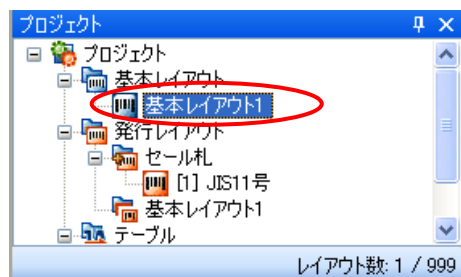 プロジェクト
プロジェクト
基本レイアウト
基本レイアウト1
発行レイアウト
セール札
[1] JIS11号
基本レイアウト1
テーブル
レイアウト数: 1 / 999